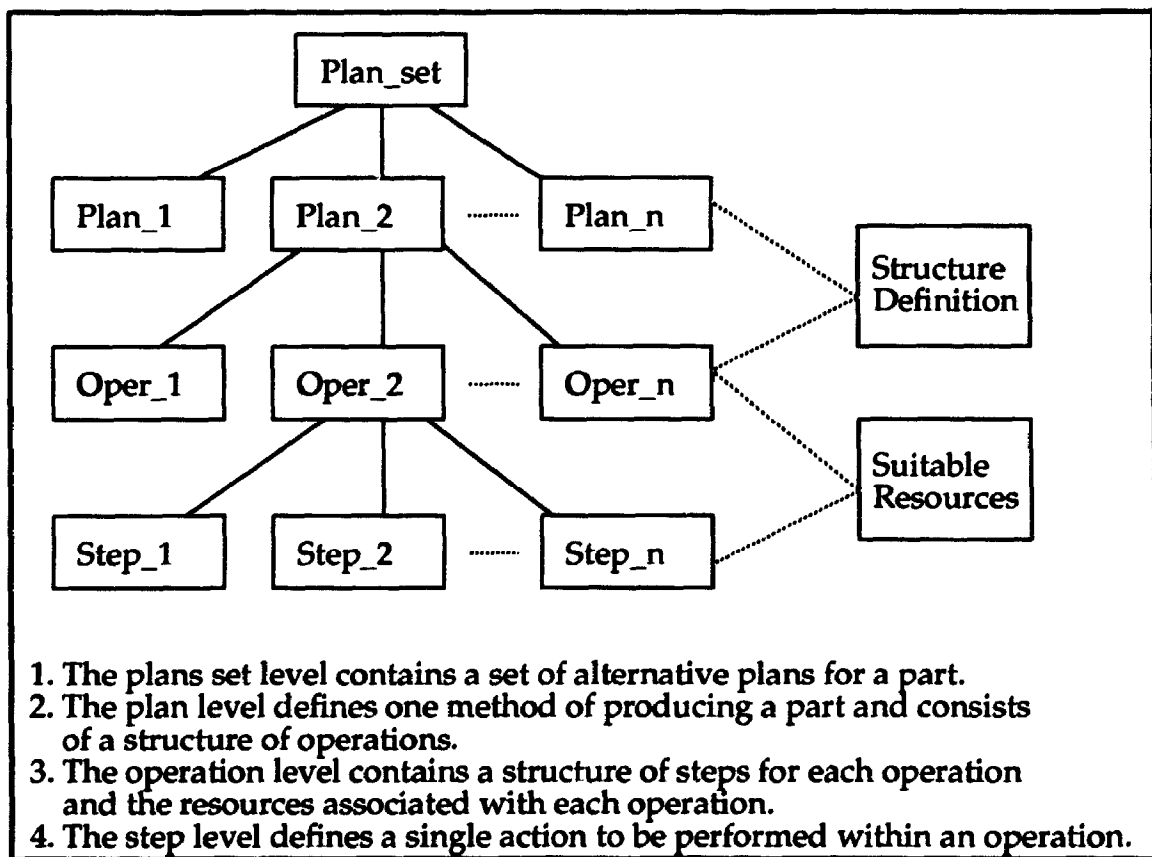 Plan_set
Plan_1
Plan_2
Plan_n
Structure
Definition
Oper_1
Oper_2
Oper_n
Suitable
Resources
Step_1
Step_2
Step_n
1. The plans set level contains a set of alternative plans for a part.
2. The plan level defines one method of producing a part and consists
of a structure of operations.
3. The operation level contains a structure of steps for each operation
and the resources associated with each operation.
4. The step level defines a single action to be performed within an operation.